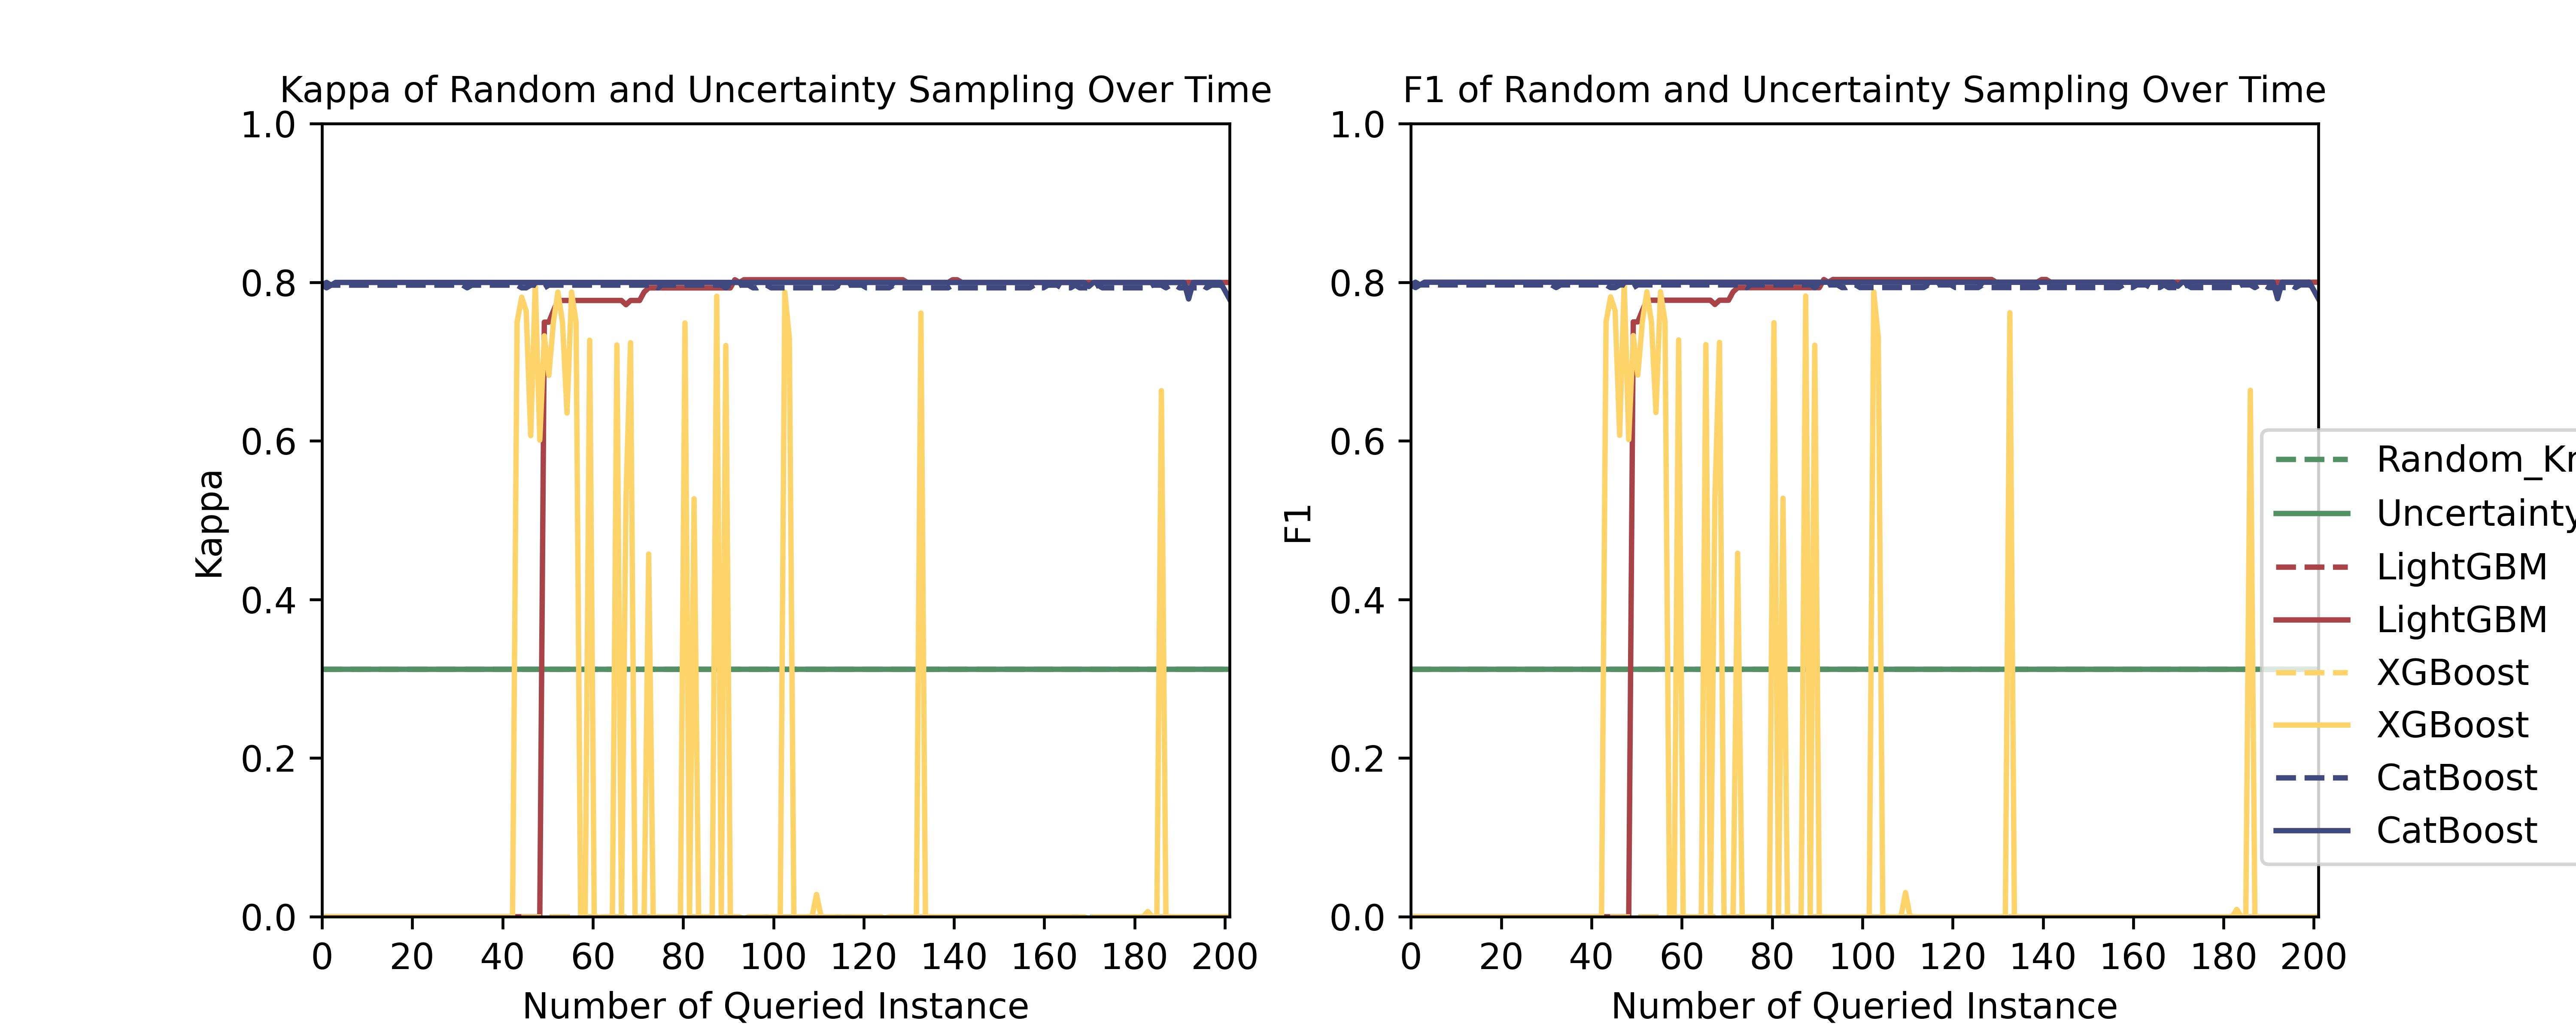 Kappa of Random and Uncertainty Sampling Over Time
1.0
0.8
0.6
0.4
0.2
0.0
Kappa
0 20 40 60 80 100 120 140 160 180 200
Number of Queried Instance
F1 of Random and Uncertainty Sampling Over Time
1.0
0.8
0.6
0.4
0.2
0.0
F1
0 20 40 60 80 100 120 140 160 180 200
Number of Queried Instance
Uncertainty
LightGBM
LightGBM
XGBoost
XGBoost
CatBoost
CatBoost